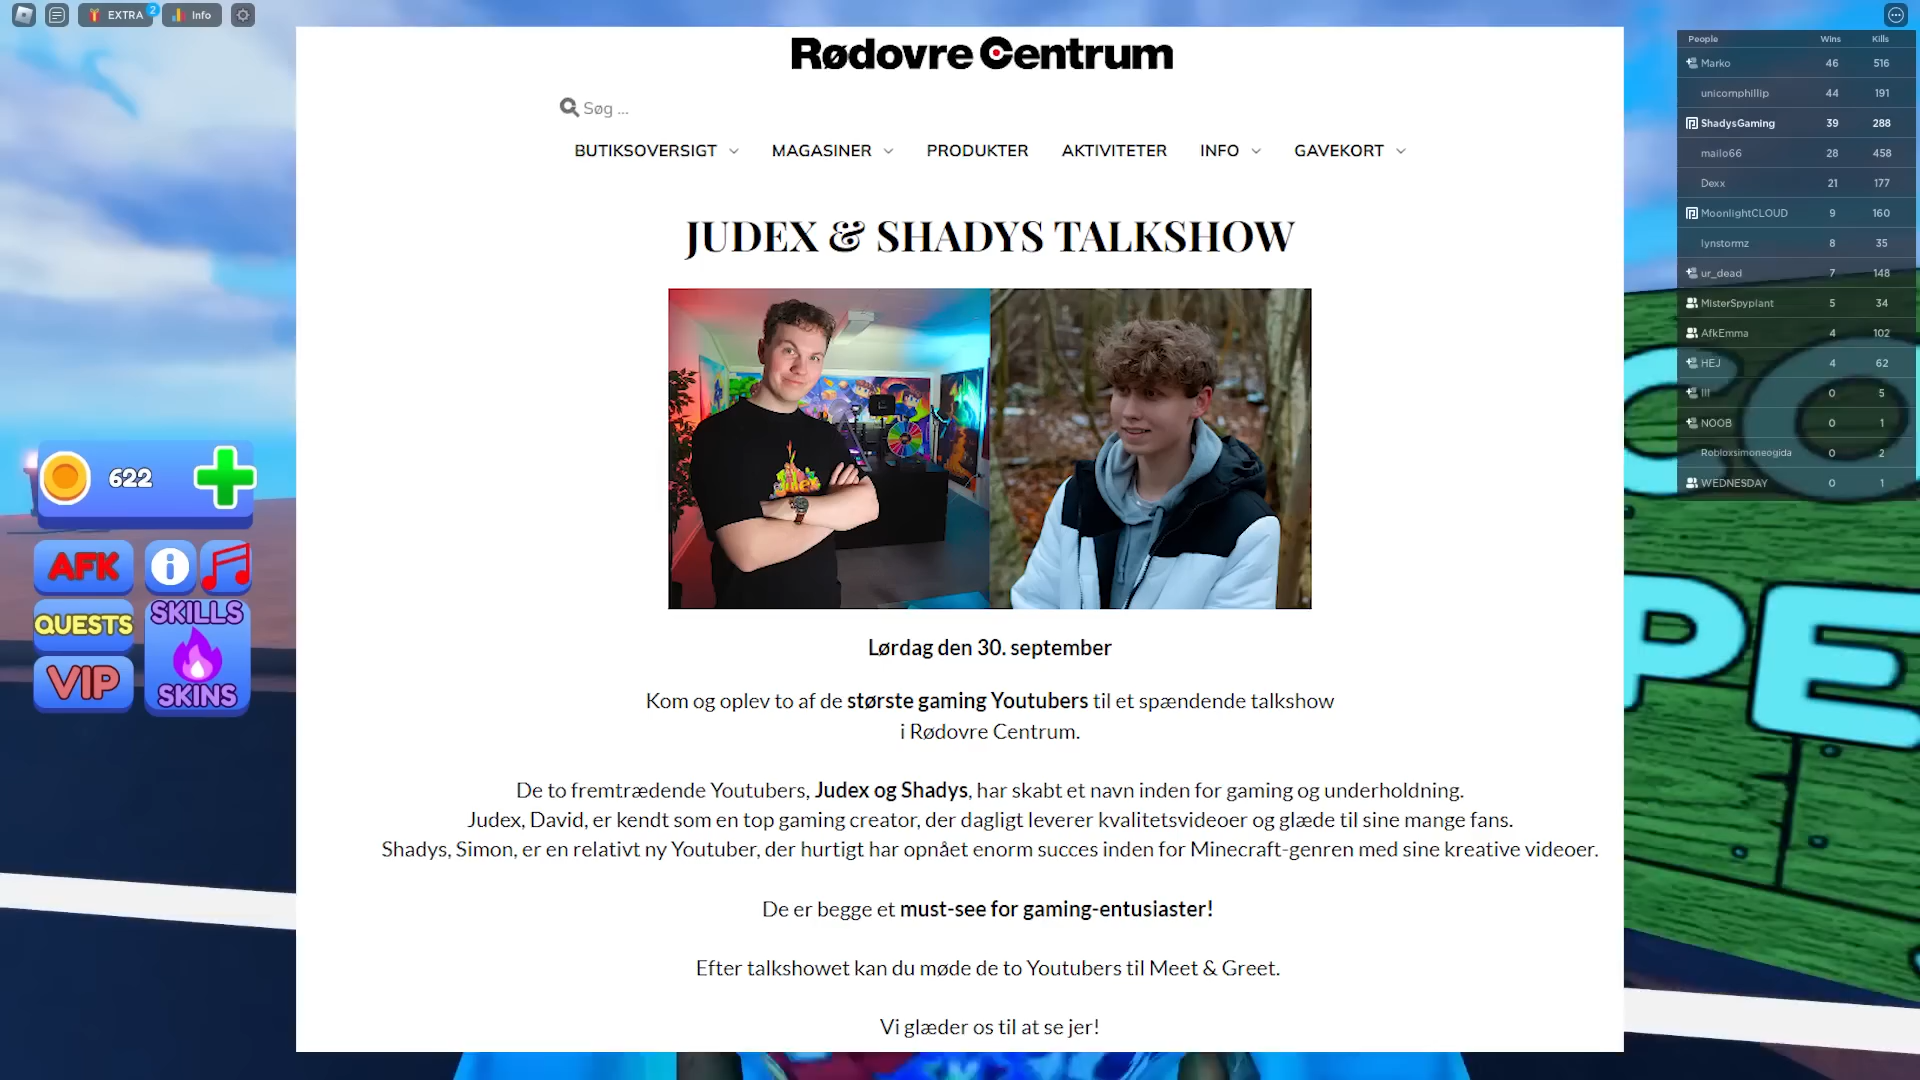 EXTRA 2 Info
Rødovre Centrum
Søg ...
BUTIKSOVERSIGT MAGASINER PRODUKTER AKTIVITETER INFO GAVEKORT
JUDEX & SHADYS TALKSHOW
Judex
Lørdag den 30. september
Kom og oplev to af de største gaming Youtubers til et spændende talkshow
i Rødovre Centrum.
De to fremtrædende Youtubers, Judex og Shadys, har skabt et navn inden for gaming og underholdning.
Judex, David, er kendt som en top gaming creator, der dagligt leverer kvalitetsvideoer og glæde til sine mange fans.
Shadys, Simon, er en relativt ny Youtuber, der hurtigt har opnået enorm succes inden for Minecraft-genren med sine kreative videoer.
De er begge et must-see for gaming-entusiaster!
Efter talkshowet kan du møde de to Youtubers til Meet & Greet.
Vi glæder os til at se jer!
622
AFK
QUESTS
VIP
SKILLS
SKINS
People Wins Kills
Marko 46 516
unicornphillip 44 191
ShadysGaming 39 288
mailo66 28 458
Dexx 21 177
MoonlightCLOUD 9 160
lynstormz 8 35
ur_dead 7 148
MisterSpyplant 5 34
AfkEmma 4 102
HEJ 4 62
0 5
NOOB 0 1
Robloxsimoneogida 0 2
WEDNESDAY 0 1
CO
PE